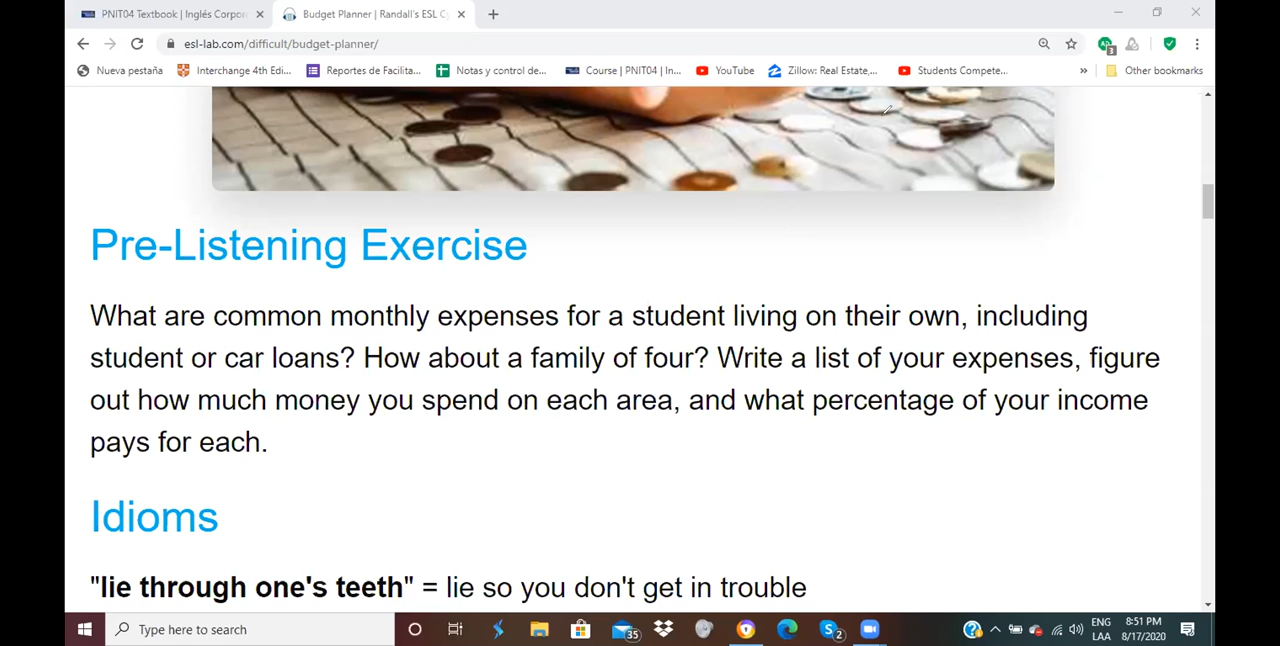 PNIT04 Textbook | Inglés Corpor
Budget Planner | Randall's ESL Cy
esl-lab.com/difficult/budget-planner/
3
Nueva pestaña
Interchange 4th Edi...
Reportes de Facilita...
Notas y control de...
Course | PNIT04 | In...
YouTube
Zillow: Real Estate,...
Students Compete...
»
Other bookmarks
Pre-Listening Exercise
What are common monthly expenses for a student living on their own, including
student or car loans? How about a family of four? Write a list of your expenses, figure
out how much money you spend on each area, and what percentage of your income
pays for each.
Idioms
"lie through one's teeth" = lie so you don't get in trouble
Type here to search
35
2
ENG
LAA
8:51 PM
8/17/2020